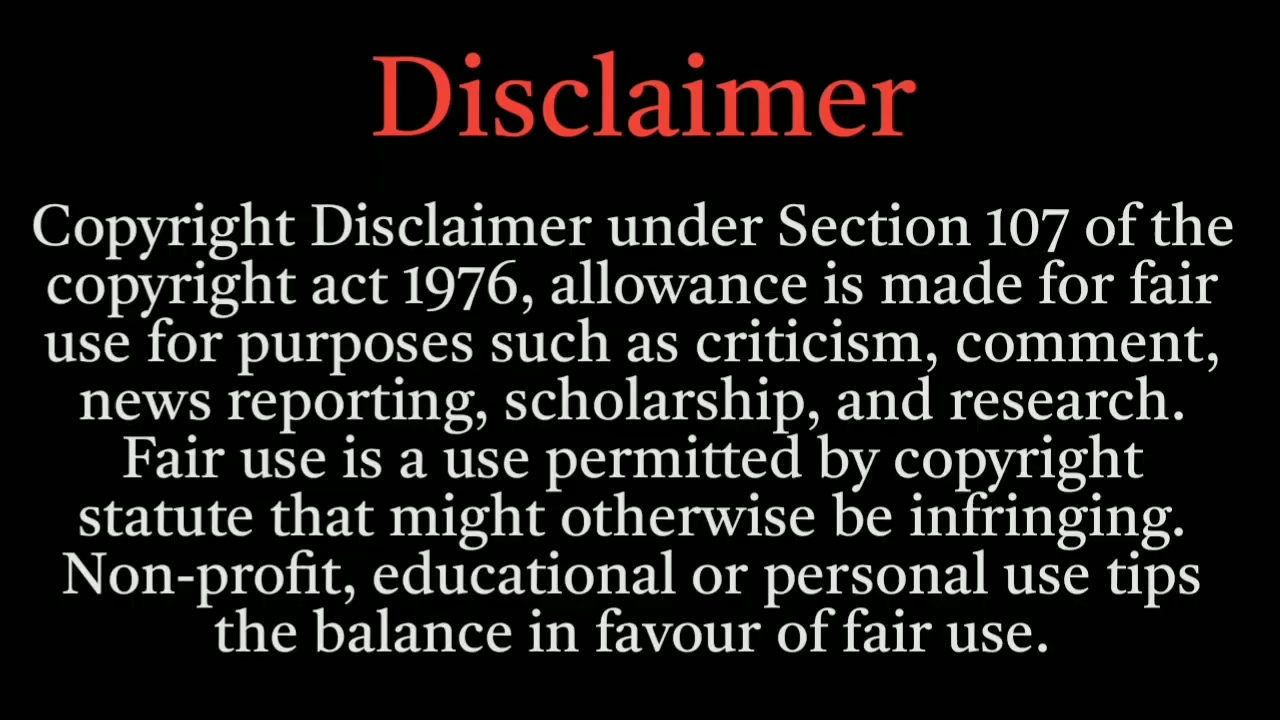 Disclaimer
Copyright Disclaimer under Section 107 of the
copyright act 1976, allowance is made for fair
use for purposes such as criticism, comment,
news reporting, scholarship, and research.
Fair use is a use permitted by copyright
statute that might otherwise be infringing.
Non-profit, educational or personal use tips
the balance in favour of fair use.